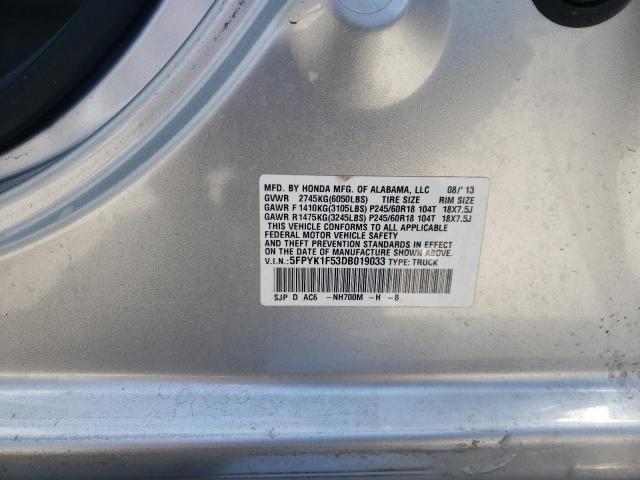 MFD. BY HONDA MFG. OF ALABAMA, LLC 08/'13
GVWR 2745KG(6050LBS) TIRE SIZE RIM SIZE
GAWR F 1410KG(3105LBS) P245/60R18 104T 18X7.5J
GAWR R1475KG(3245LBS) P245/60R18 104T 18X7.5J
THIS VEHICLE CONFORMS TO ALL APPLICABLE
FEDERAL MOTOR VEHICLE SAFETY
AND THEFT PREVENTION STANDARDS IN EFFECT
ON THE DATE OF MANUFACTURE SHOWN ABOVE.
V.I.N.: 5FPYK1F53DB019033 TYPE: TRUCK
SJP D AC6 -NH700M -H -B